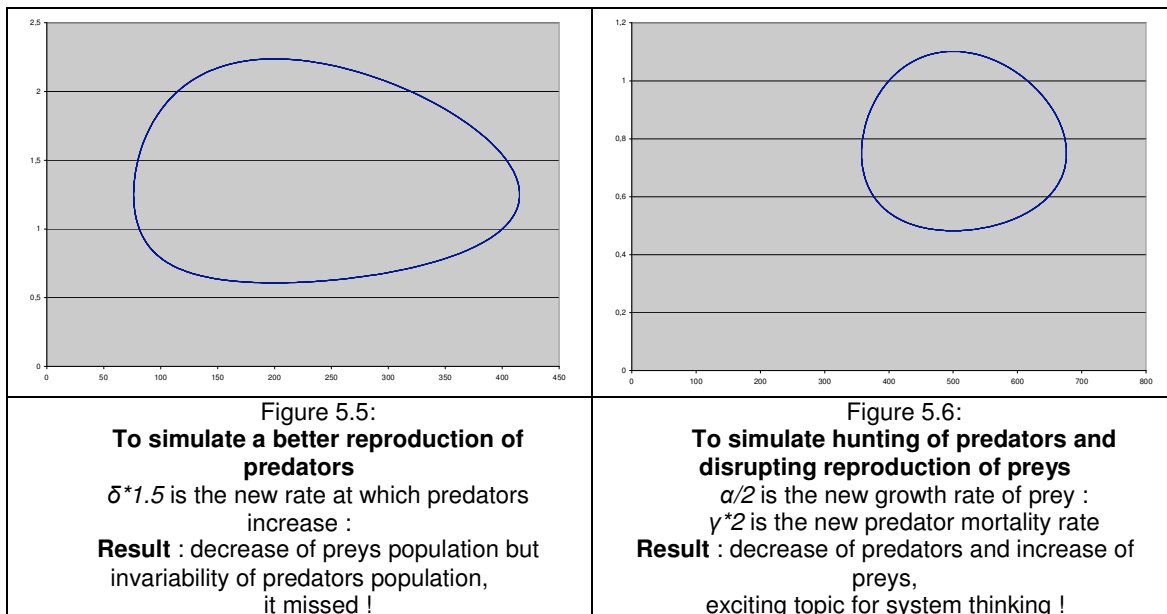 2,5
2
1,5
1
0,5
0
0 50 100 150 200 250 300 350 400 450
1,2
1
0,8
0,6
0,4
0,2
0
0 100 200 300 400 500 600 700 800
Figure 5.5:
To simulate a better reproduction of
predators
δ*1.5 is the new rate at which predators
increase :
Result : decrease of preys population but
invariability of predators population,
it missed !
Figure 5.6:
To simulate hunting of predators and
disrupting reproduction of preys
α/2 is the new growth rate of prey :
γ*2 is the new predator mortality rate
Result : decrease of predators and increase of
preys,
exciting topic for system thinking !